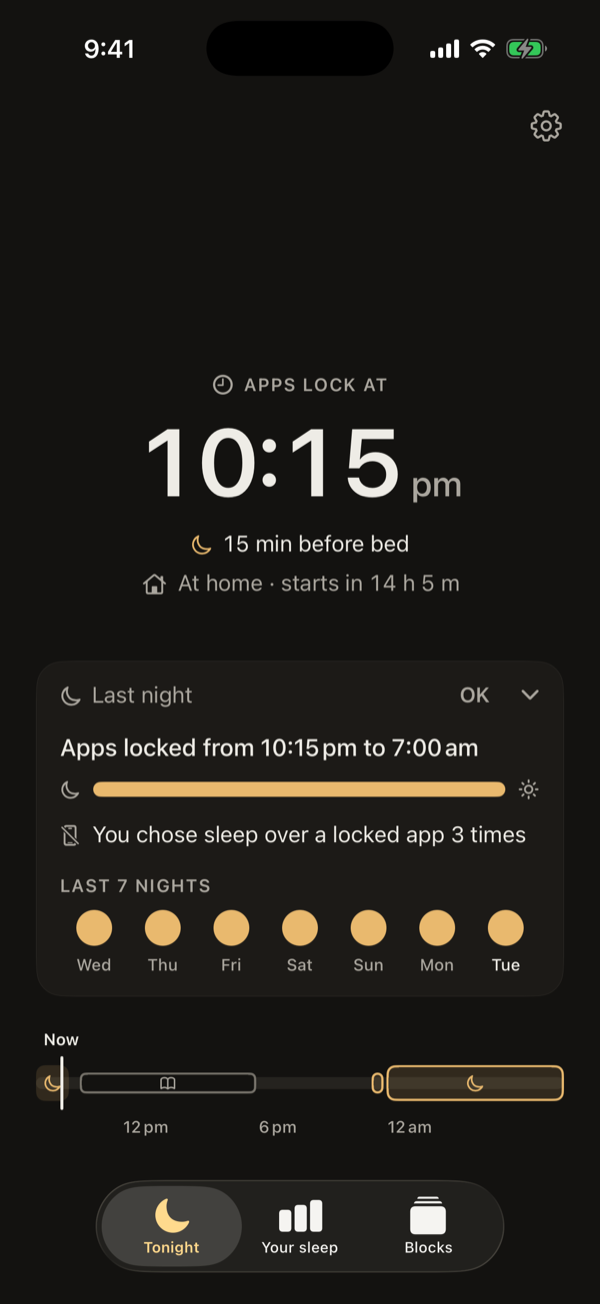 9:41
APPS LOCK AT
10:15 pm
15 min before bed
At home · starts in 14 h 5 m
Last night
OK
Apps locked from 10:15 pm to 7:00 am
You chose sleep over a locked app 3 times
LAST 7 NIGHTS
Wed Thu Fri Sat Sun Mon Tue
Now
12 pm 6 pm 12 am
Tonight Your sleep Blocks